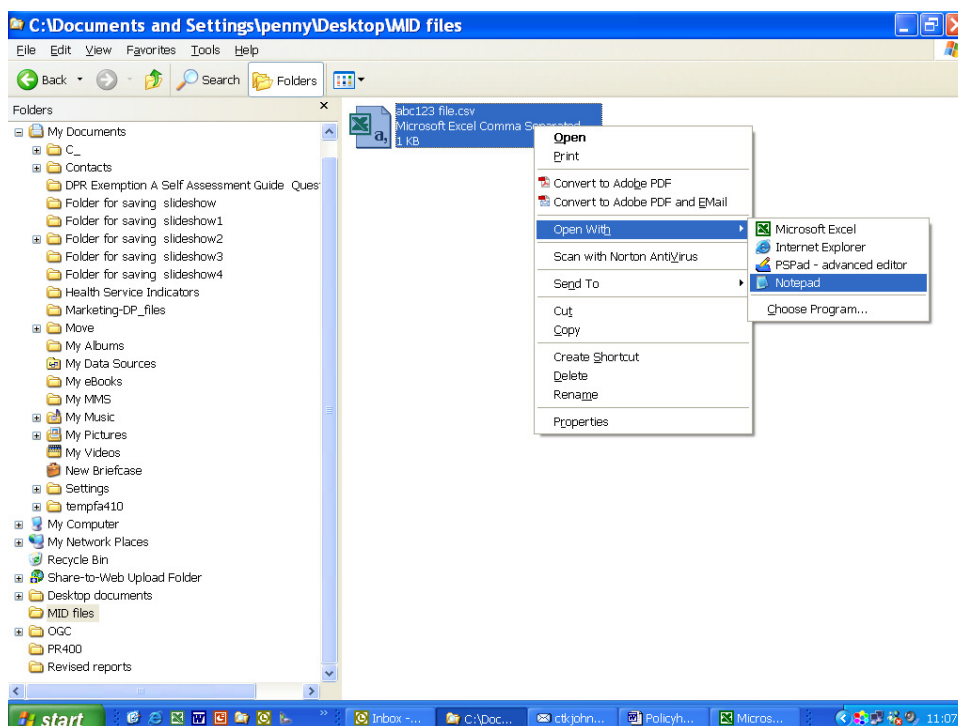 C:\Documents and Settings\penny\Desktop\MID files
File Edit View Favorites Tools Help
Back Search Folders
Folders x
My Documents
C_
Contacts
DPR Exemption A Self Assessment Guide Ques
Folder for saving slideshow
Folder for saving slideshow1
Folder for saving slideshow2
Folder for saving slideshow3
Folder for saving slideshow4
Health Service Indicators
Marketing-DP_files
Move
My Albums
My Data Sources
My eBooks
My MMS
My Music
My Pictures
My Videos
New Briefcase
Settings
tempfa410
My Computer
My Network Places
Recycle Bin
Share-to-Web Upload Folder
Desktop documents
MID files
OGC
PR400
Revised reports
abc123 file.csv
Microsoft Excel Comma Separated
1 KB
Open
Print
Convert to Adobe PDF
Convert to Adobe PDF and EMail
Open With
Scan with Norton AntiVirus
Send To
Cut
Copy
Create Shortcut
Delete
Rename
Properties
Microsoft Excel
Internet Explorer
PSPad - advanced editor
Notepad
Choose Program...
start » Inbox -... C:\Doc... ctkjohn... Policyh... Micros... 11:07